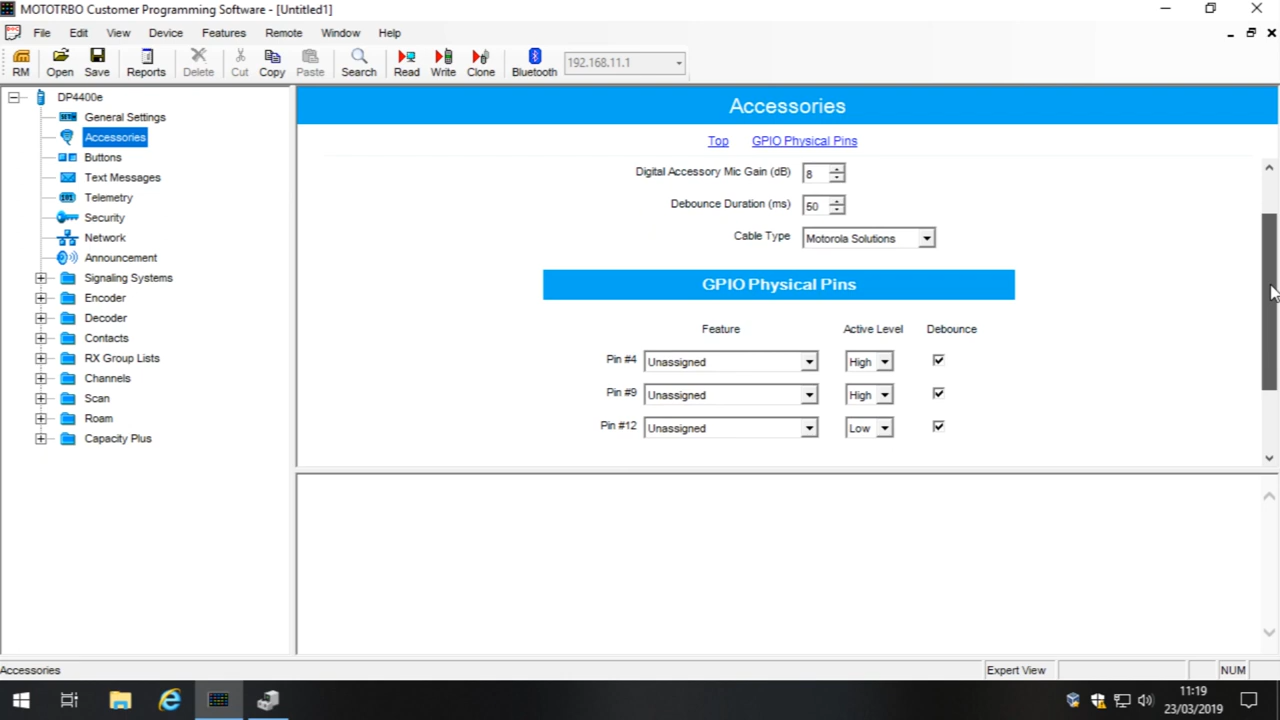 MOTOTRBO Customer Programming Software - [Untitled1]
File Edit View Device Features Remote Window Help
RM Open Save Reports Delete Cut Copy Paste Search Read Write Clone Bluetooth 192.168.11.1
DP4400e
General Settings
Accessories
Buttons
Text Messages
Telemetry
Security
Network
Announcement
Signaling Systems
Encoder
Decoder
Contacts
RX Group Lists
Channels
Scan
Roam
Capacity Plus
Accessories
Top GPIO Physical Pins
Digital Accessory Mic Gain (dB) 8
Debounce Duration (ms) 50
Cable Type Motorola Solutions
GPIO Physical Pins
Feature Active Level Debounce
Pin #4 Unassigned High
Pin #9 Unassigned High
Pin #12 Unassigned Low
Accessories Expert View NUM
11:19
23/03/2019